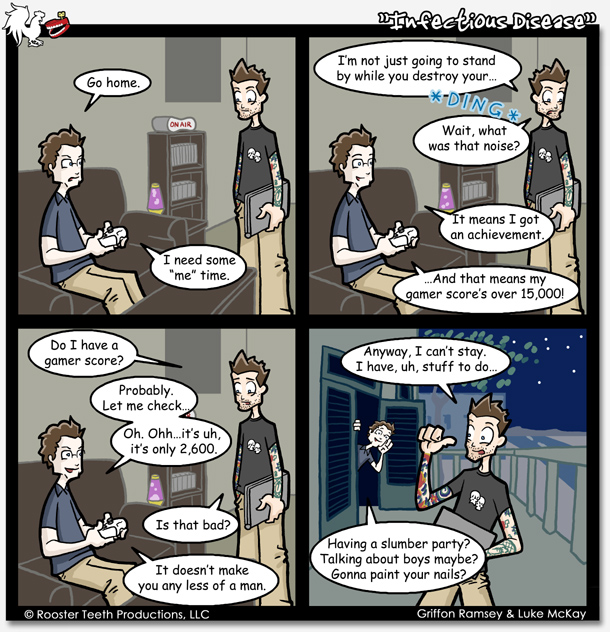 "Infectious Disease"
Go home.
ON AIR
I need some
"me" time.
I'm not just going to stand
by while you destroy your...
*DING*
Wait, what
was that noise?
It means I got
an achievement.
...And that means my
gamer score's over 15,000!
Do I have a
gamer score?
Probably.
Let me check...
Oh. Ohh...it's uh,
it's only 2,600.
Is that bad?
It doesn't make
you any less of a man.
Anyway, I can't stay.
I have, uh, stuff to do...
Having a slumber party?
Talking about boys maybe?
Gonna paint your nails?
© Rooster Teeth Productions, LLC
Griffon Ramsey & Luke McKay